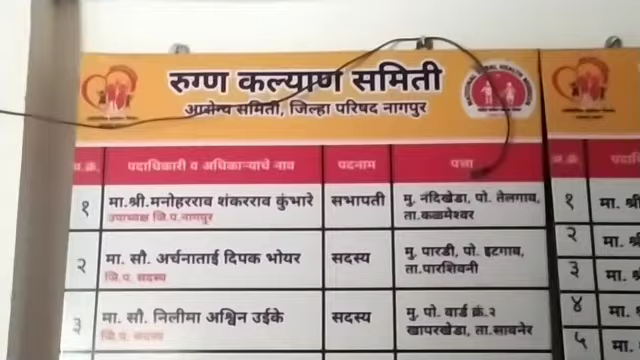 रुग्ण कल्याण समिती
आरोग्य समिती, जिल्हा परिषद नागपुर
अ.क्रं. पदाधिकारी व अधिकाऱ्यांचे नाव पदनाम पत्ता
१ मा.श्री.मनोहरराव शंकरराव कुंभारे सभापती मु. नंदिखेडा, पो. तेलगाव,
उपाध्यक्ष जि.प.नागपुर ता.कळमेश्वर
२ मा. सौ. अर्चनाताई दिपक भोयर सदस्य मु. पारडी, पो. इटगाव,
जि.प. सदस्य ता.पारशिवनी
३ मा. सौ. निलीमा अश्विन उईके सदस्य मु. पो. वार्ड क्रं.२
जि.प. सदस्य खापरखेडा, ता.सावनेर
१ मा. श्री
२ मा.
३ मा. श्री
४ मा.
५ मा.